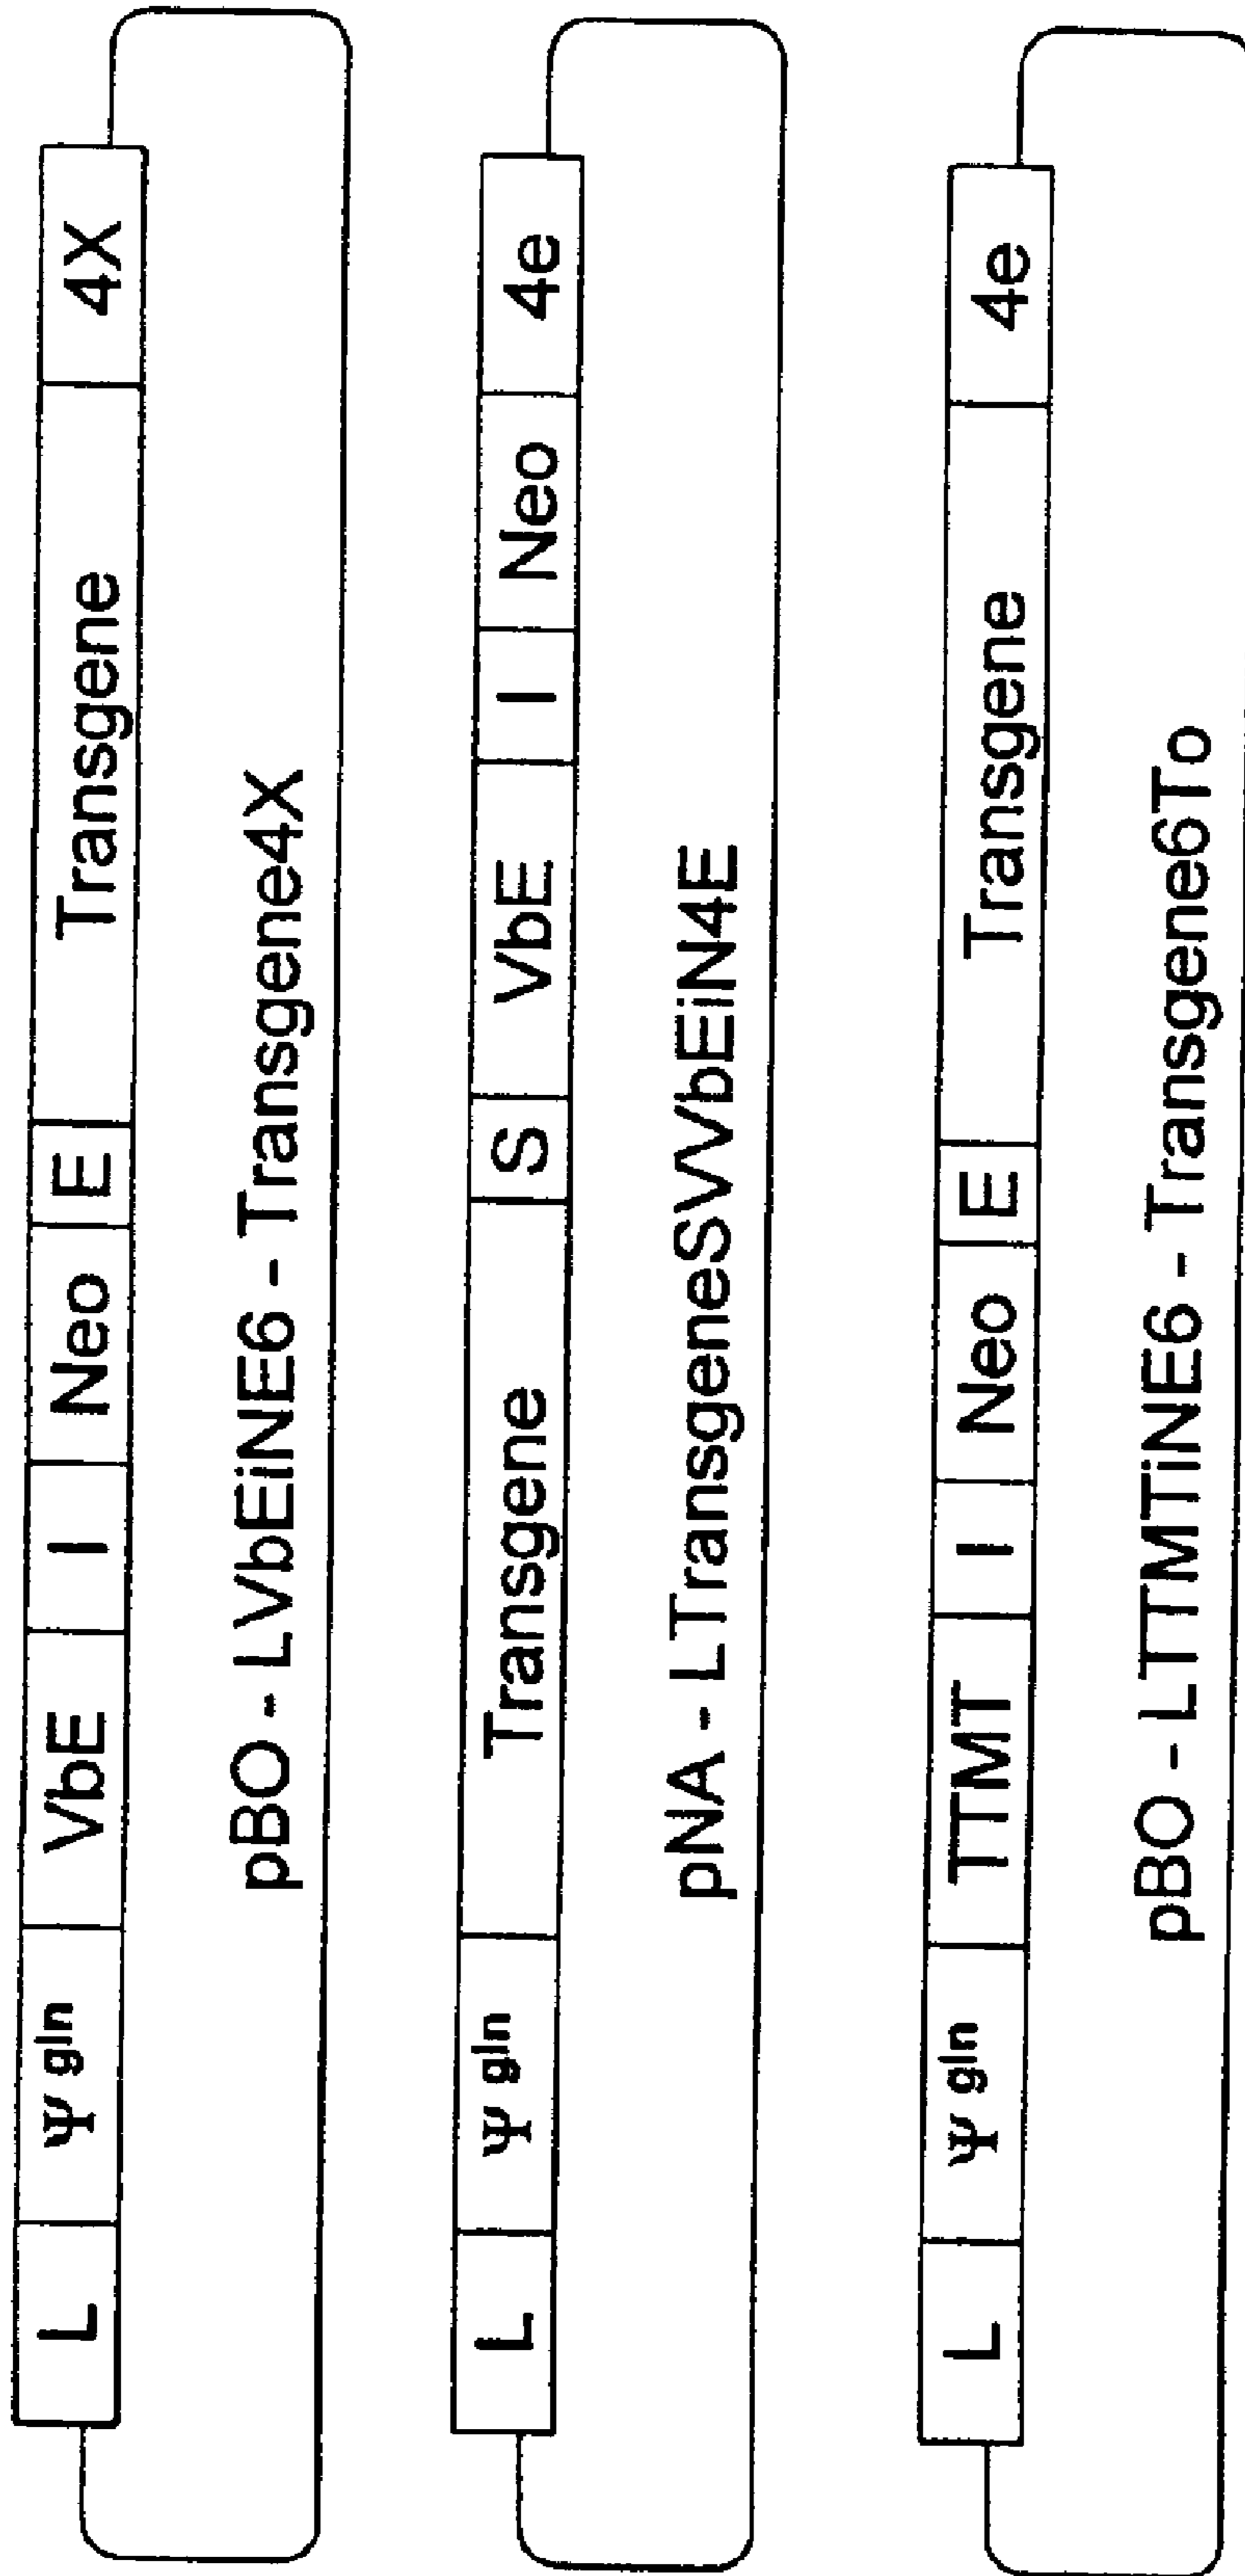 L Ψ gln VbE I Neo E Transgene 4X
pBO - LVbEiNE6 - Transgene4X
L Ψ gln Transgene S VbE I Neo 4e
pNA - LTransgeneSVVbEiN4E
L Ψ gln TTMT I Neo E Transgene 4e
pBO - LTTMTiNE6 - Transgene6To